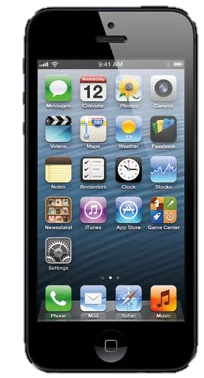 9:41 AM
Wednesday
12
Messages Calendar Photos Camera
Videos Maps Weather Passbook
Notes Reminders Clock Stocks
Newsstand iTunes App Store Game Center
Settings
Phone Mail Safari Music